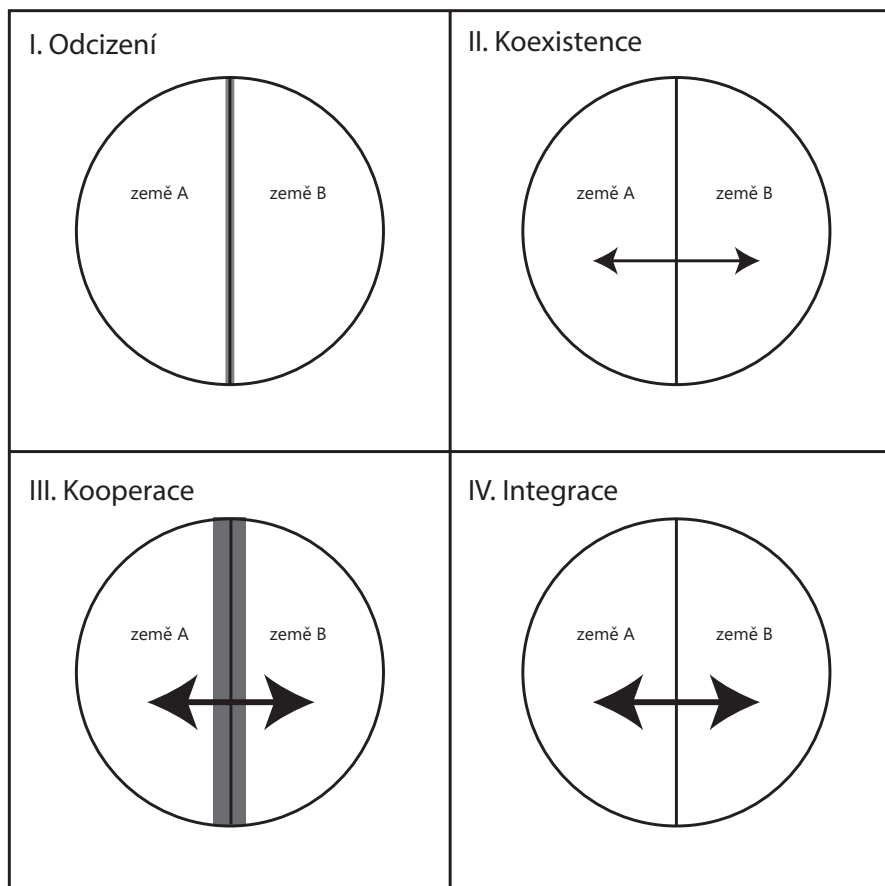 I. Odcizení
země A
země B
II. Koexistence
země A
země B
III. Kooperace
země A
země B
IV. Integrace
země A
země B